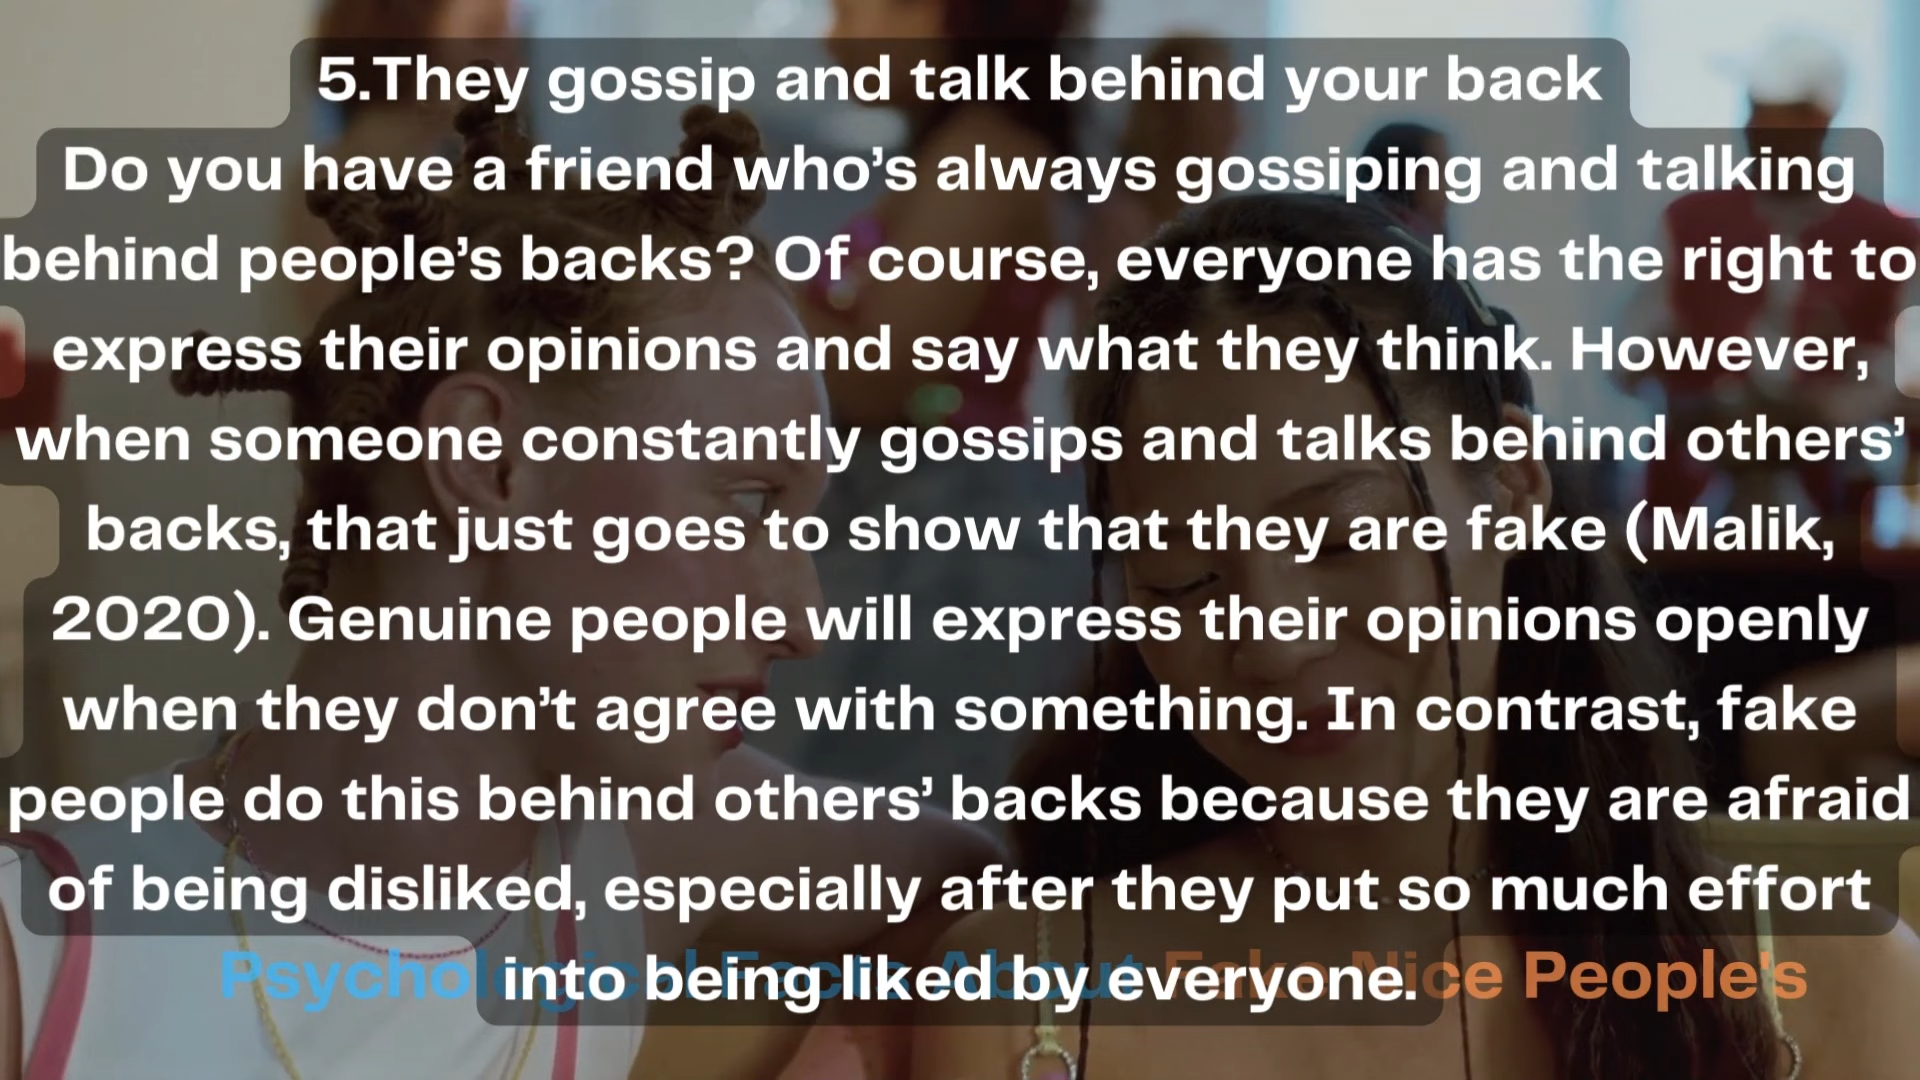 5.They gossip and talk behind your back
Do you have a friend who’s always gossiping and talking
behind people’s backs? Of course, everyone has the right to
express their opinions and say what they think. However,
when someone constantly gossips and talks behind others’
backs, that just goes to show that they are fake (Malik,
2020). Genuine people will express their opinions openly
when they don’t agree with something. In contrast, fake
people do this behind others’ backs because they are afraid
of being disliked, especially after they put so much effort
into being liked by everyone.
Psychological Facts About Fake Nice People's